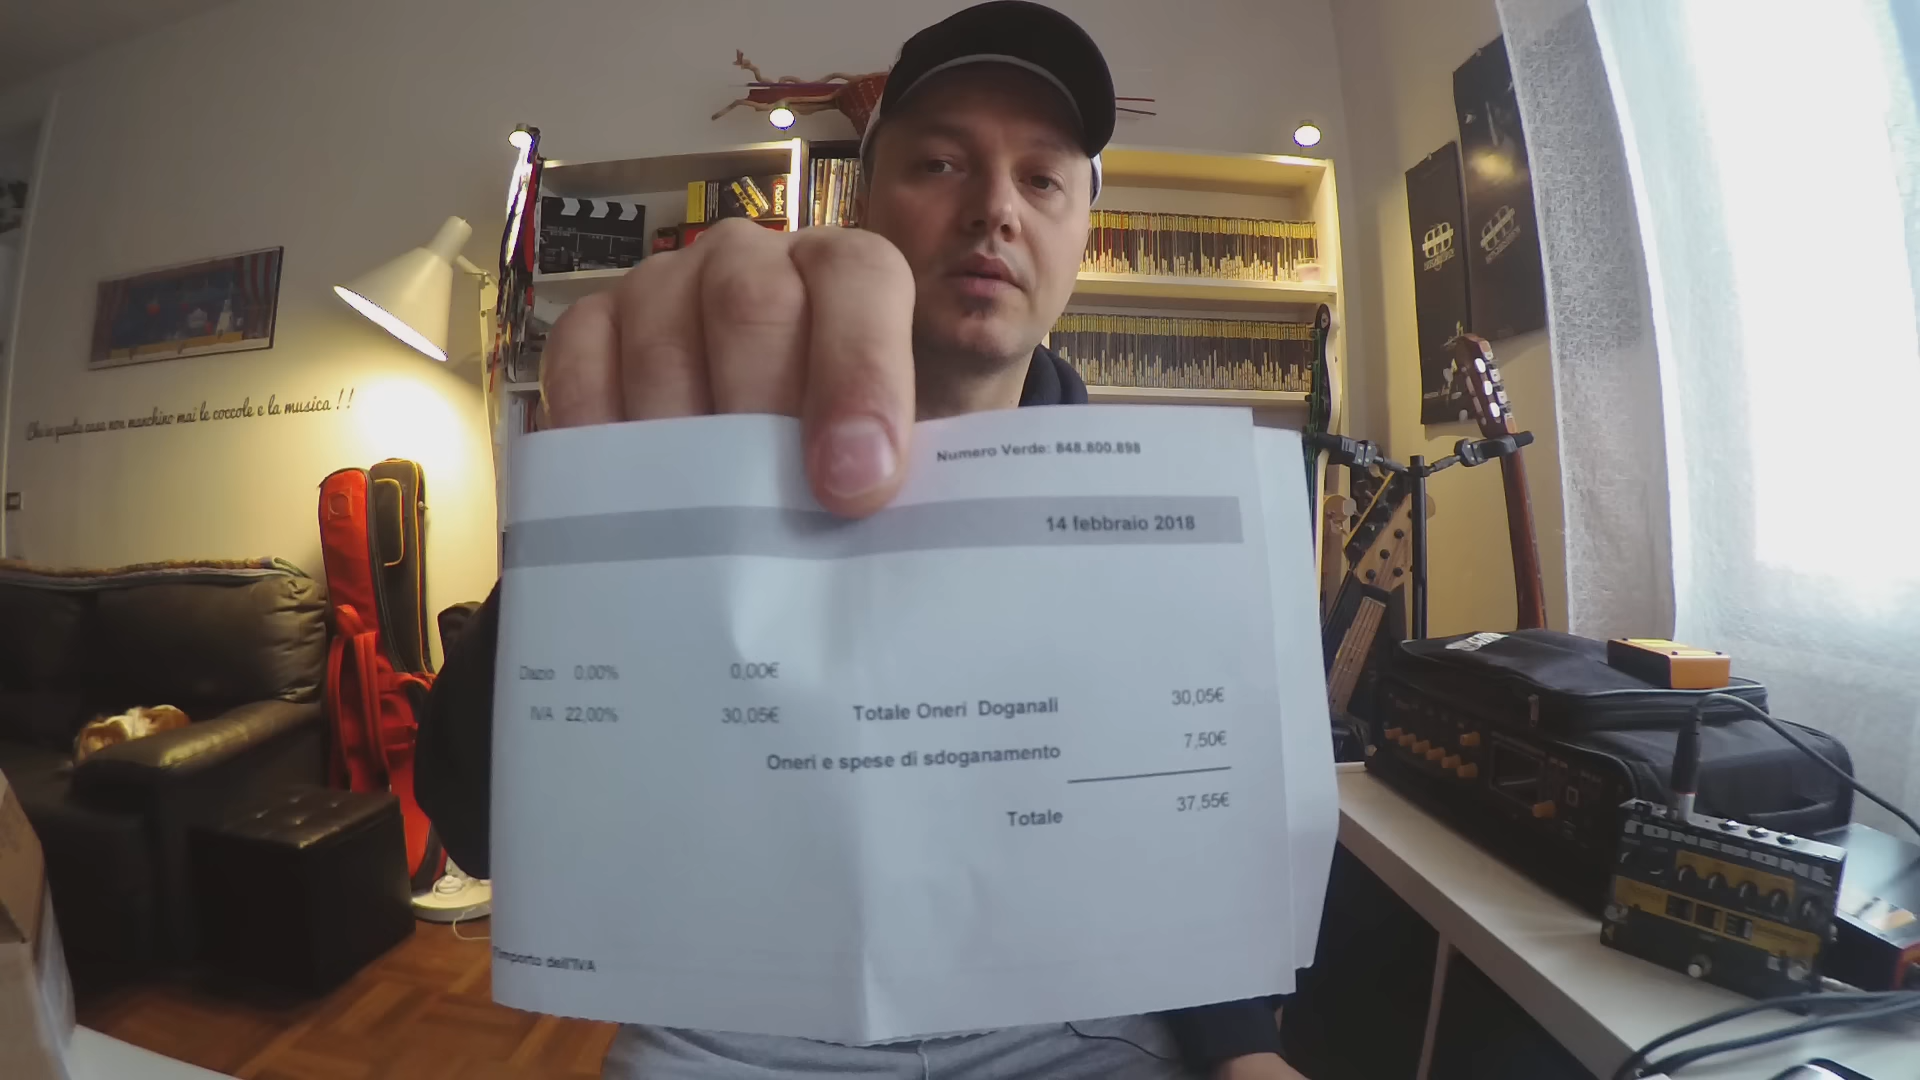 Che in questa casa non manchino mai le coccole e la musica ! !
Numero Verde: 848.800.898
14 febbraio 2018
Dazio 0,00% 0,00€
IVA 22,00% 30,05€
Totale Oneri Doganali 30,05€
Oneri e spese di sdoganamento 7,50€
Totale 37,55€
l'importo dell'IVA
TONEBONE